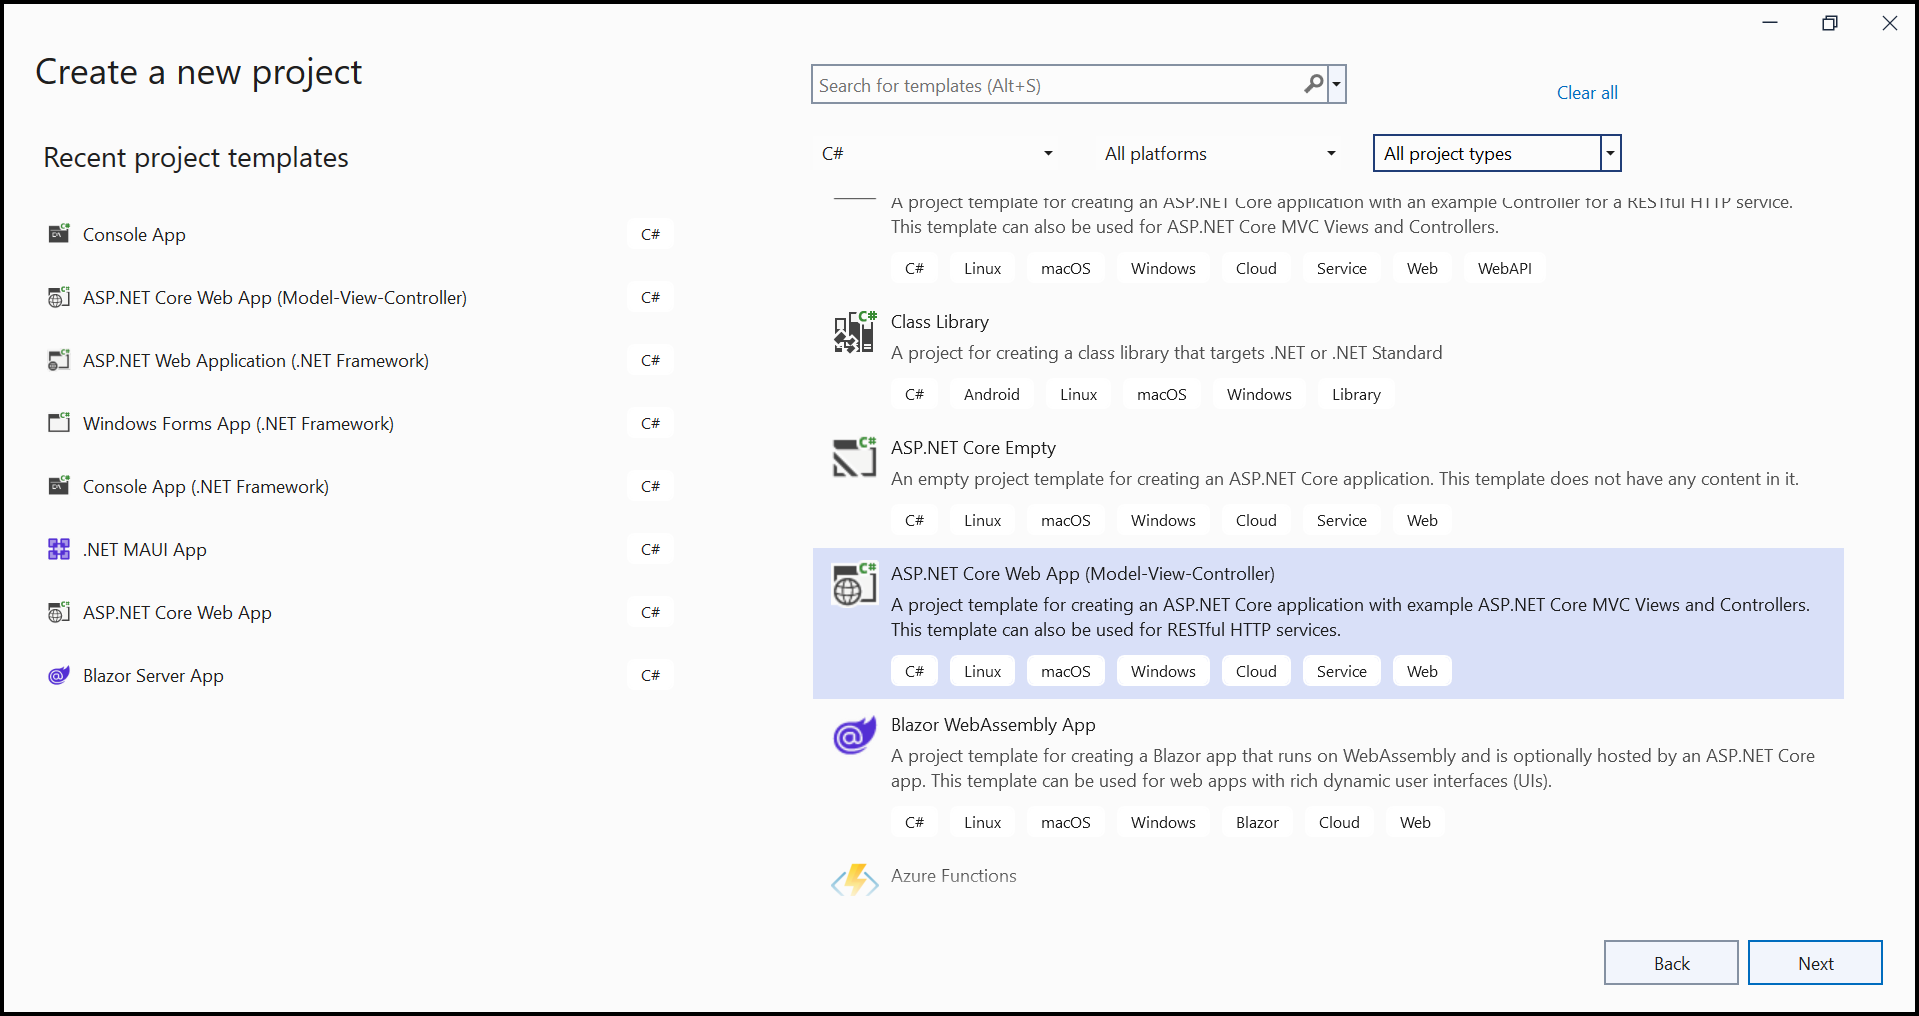 Create a new project
Recent project templates
Console App C#
ASP.NET Core Web App (Model-View-Controller) C#
ASP.NET Web Application (.NET Framework) C#
Windows Forms App (.NET Framework) C#
Console App (.NET Framework) C#
.NET MAUI App C#
ASP.NET Core Web App C#
Blazor Server App C#
Search for templates (Alt+S)
Clear all
C# All platforms All project types
A project template for creating an ASP.NET Core application with an example Controller for a RESTful HTTP service.
This template can also be used for ASP.NET Core MVC Views and Controllers.
C# Linux macOS Windows Cloud Service Web WebAPI
Class Library
A project for creating a class library that targets .NET or .NET Standard
C# Android Linux macOS Windows Library
ASP.NET Core Empty
An empty project template for creating an ASP.NET Core application. This template does not have any content in it.
C# Linux macOS Windows Cloud Service Web
ASP.NET Core Web App (Model-View-Controller)
A project template for creating an ASP.NET Core application with example ASP.NET Core MVC Views and Controllers.
This template can also be used for RESTful HTTP services.
C# Linux macOS Windows Cloud Service Web
Blazor WebAssembly App
A project template for creating a Blazor app that runs on WebAssembly and is optionally hosted by an ASP.NET Core
app. This template can be used for web apps with rich dynamic user interfaces (UIs).
C# Linux macOS Windows Blazor Cloud Web
Azure Functions
Back Next